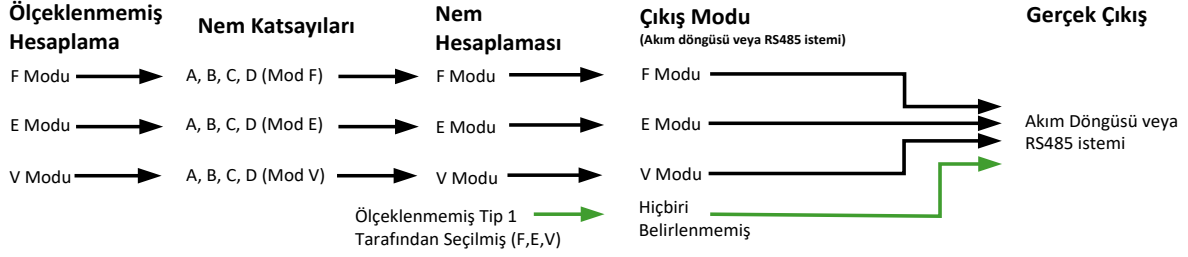 Ölçeklenmemiş
Hesaplama
Nem Katsayıları
Nem
Hesaplaması
Çıkış Modu
(Akım döngüsü veya RS485 istemi)
Gerçek Çıkış
F Modu
A, B, C, D (Mod F)
F Modu
F Modu
E Modu
A, B, C, D (Mod E)
E Modu
E Modu
Akım Döngüsü veya
RS485 istemi
V Modu
A, B, C, D (Mod V)
V Modu
V Modu
Ölçeklenmemiş Tip 1
Tarafından Seçilmiş (F,E,V)
Hiçbiri
Belirlenmemiş